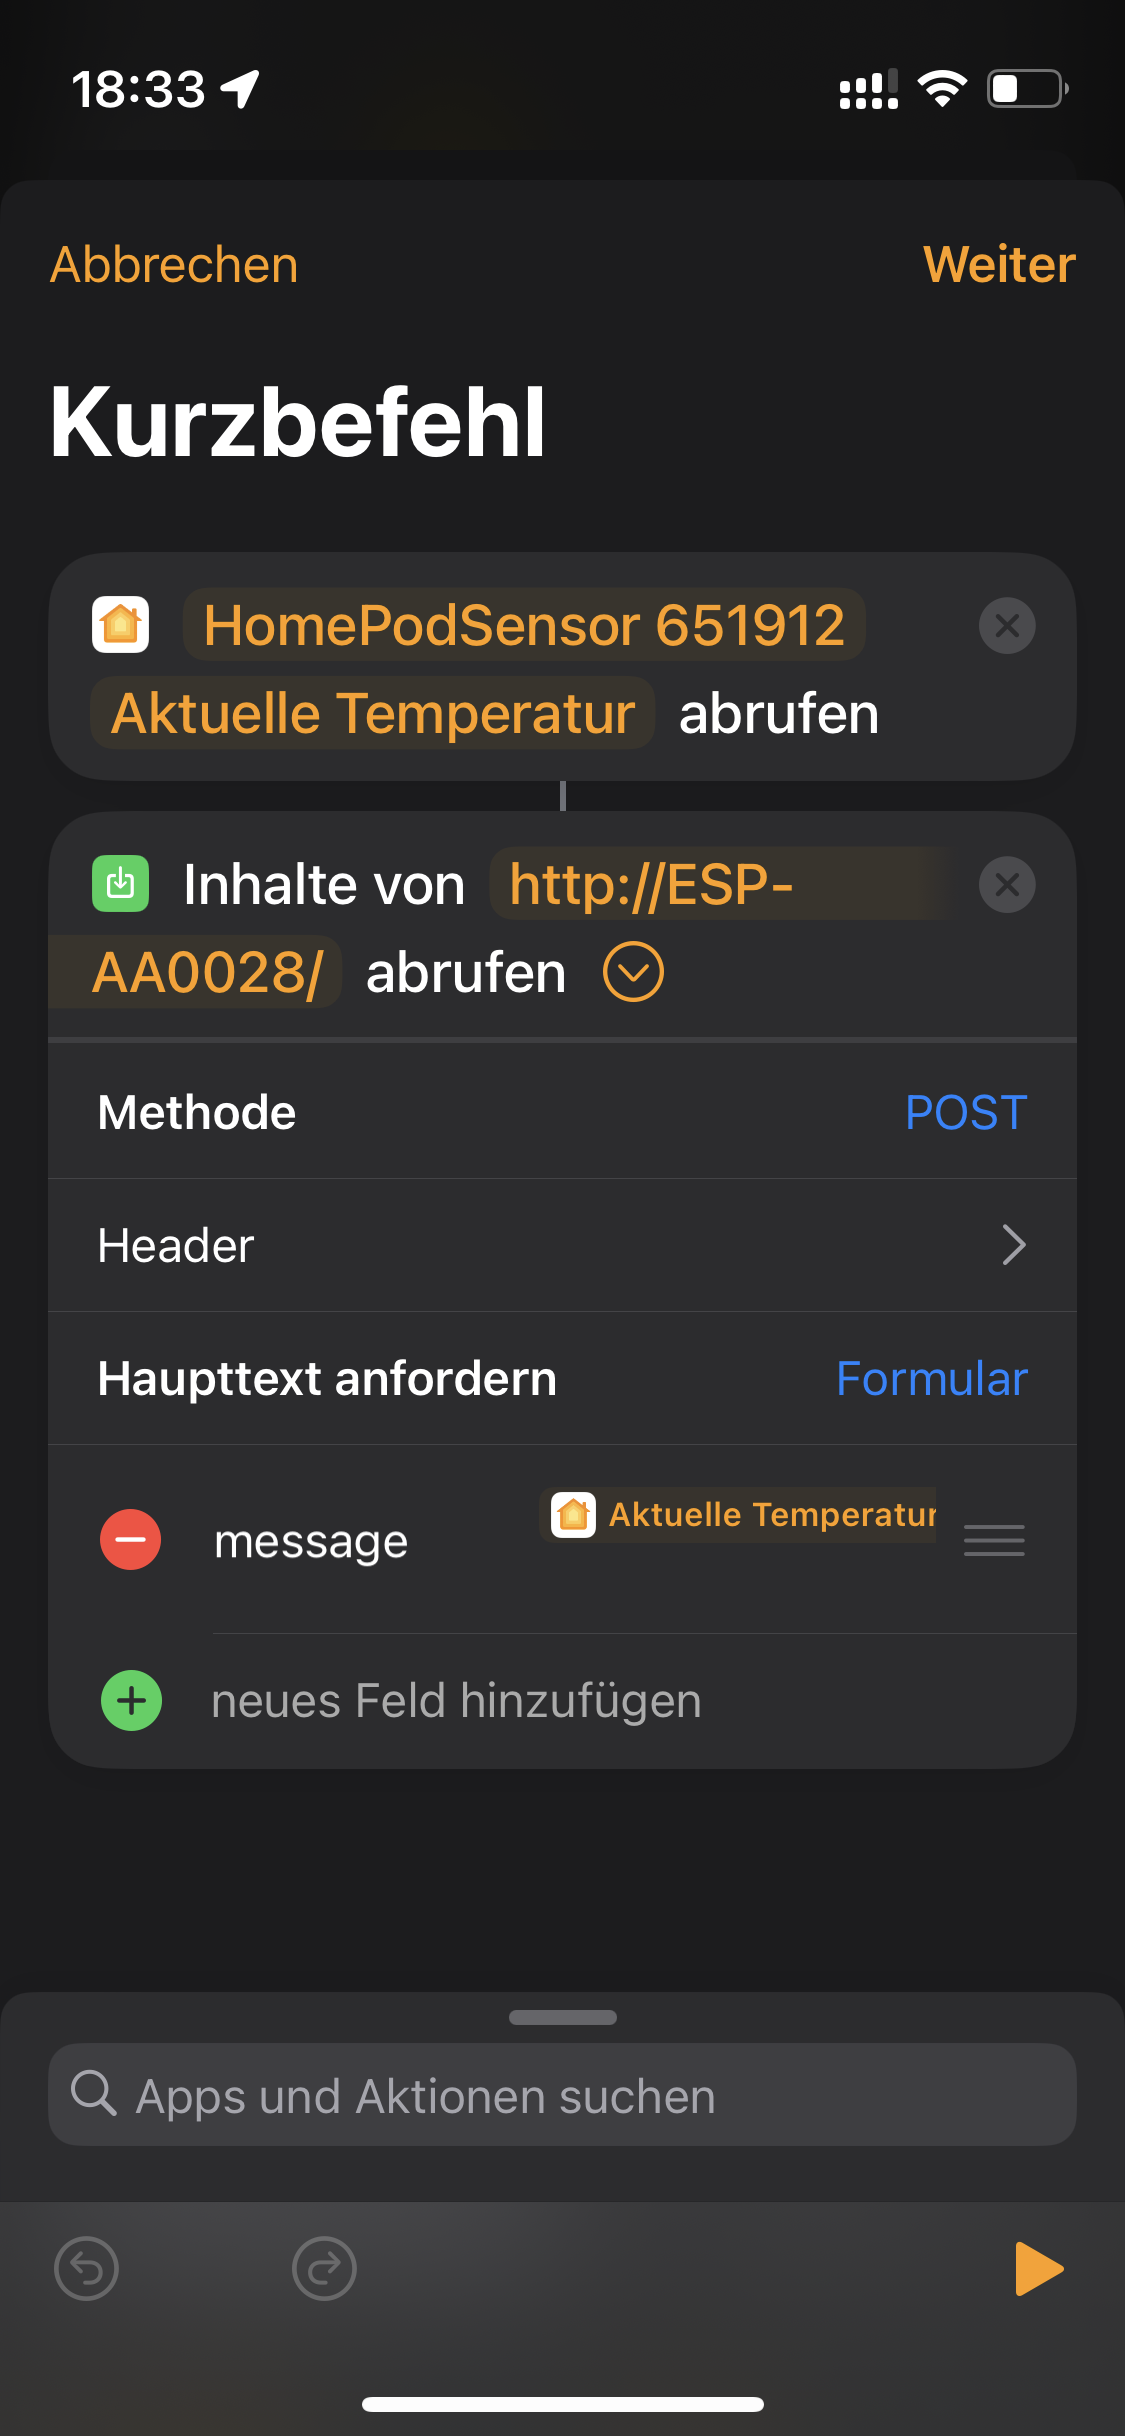 18:33
Abbrechen
Weiter
Kurzbefehl
HomePodSensor 651912
Aktuelle Temperatur abrufen
Inhalte von http://ESP-
AA0028/ abrufen
Methode POST
Header
Haupttext anfordern Formular
message Aktuelle Temperatur
neues Feld hinzufügen
Apps und Aktionen suchen